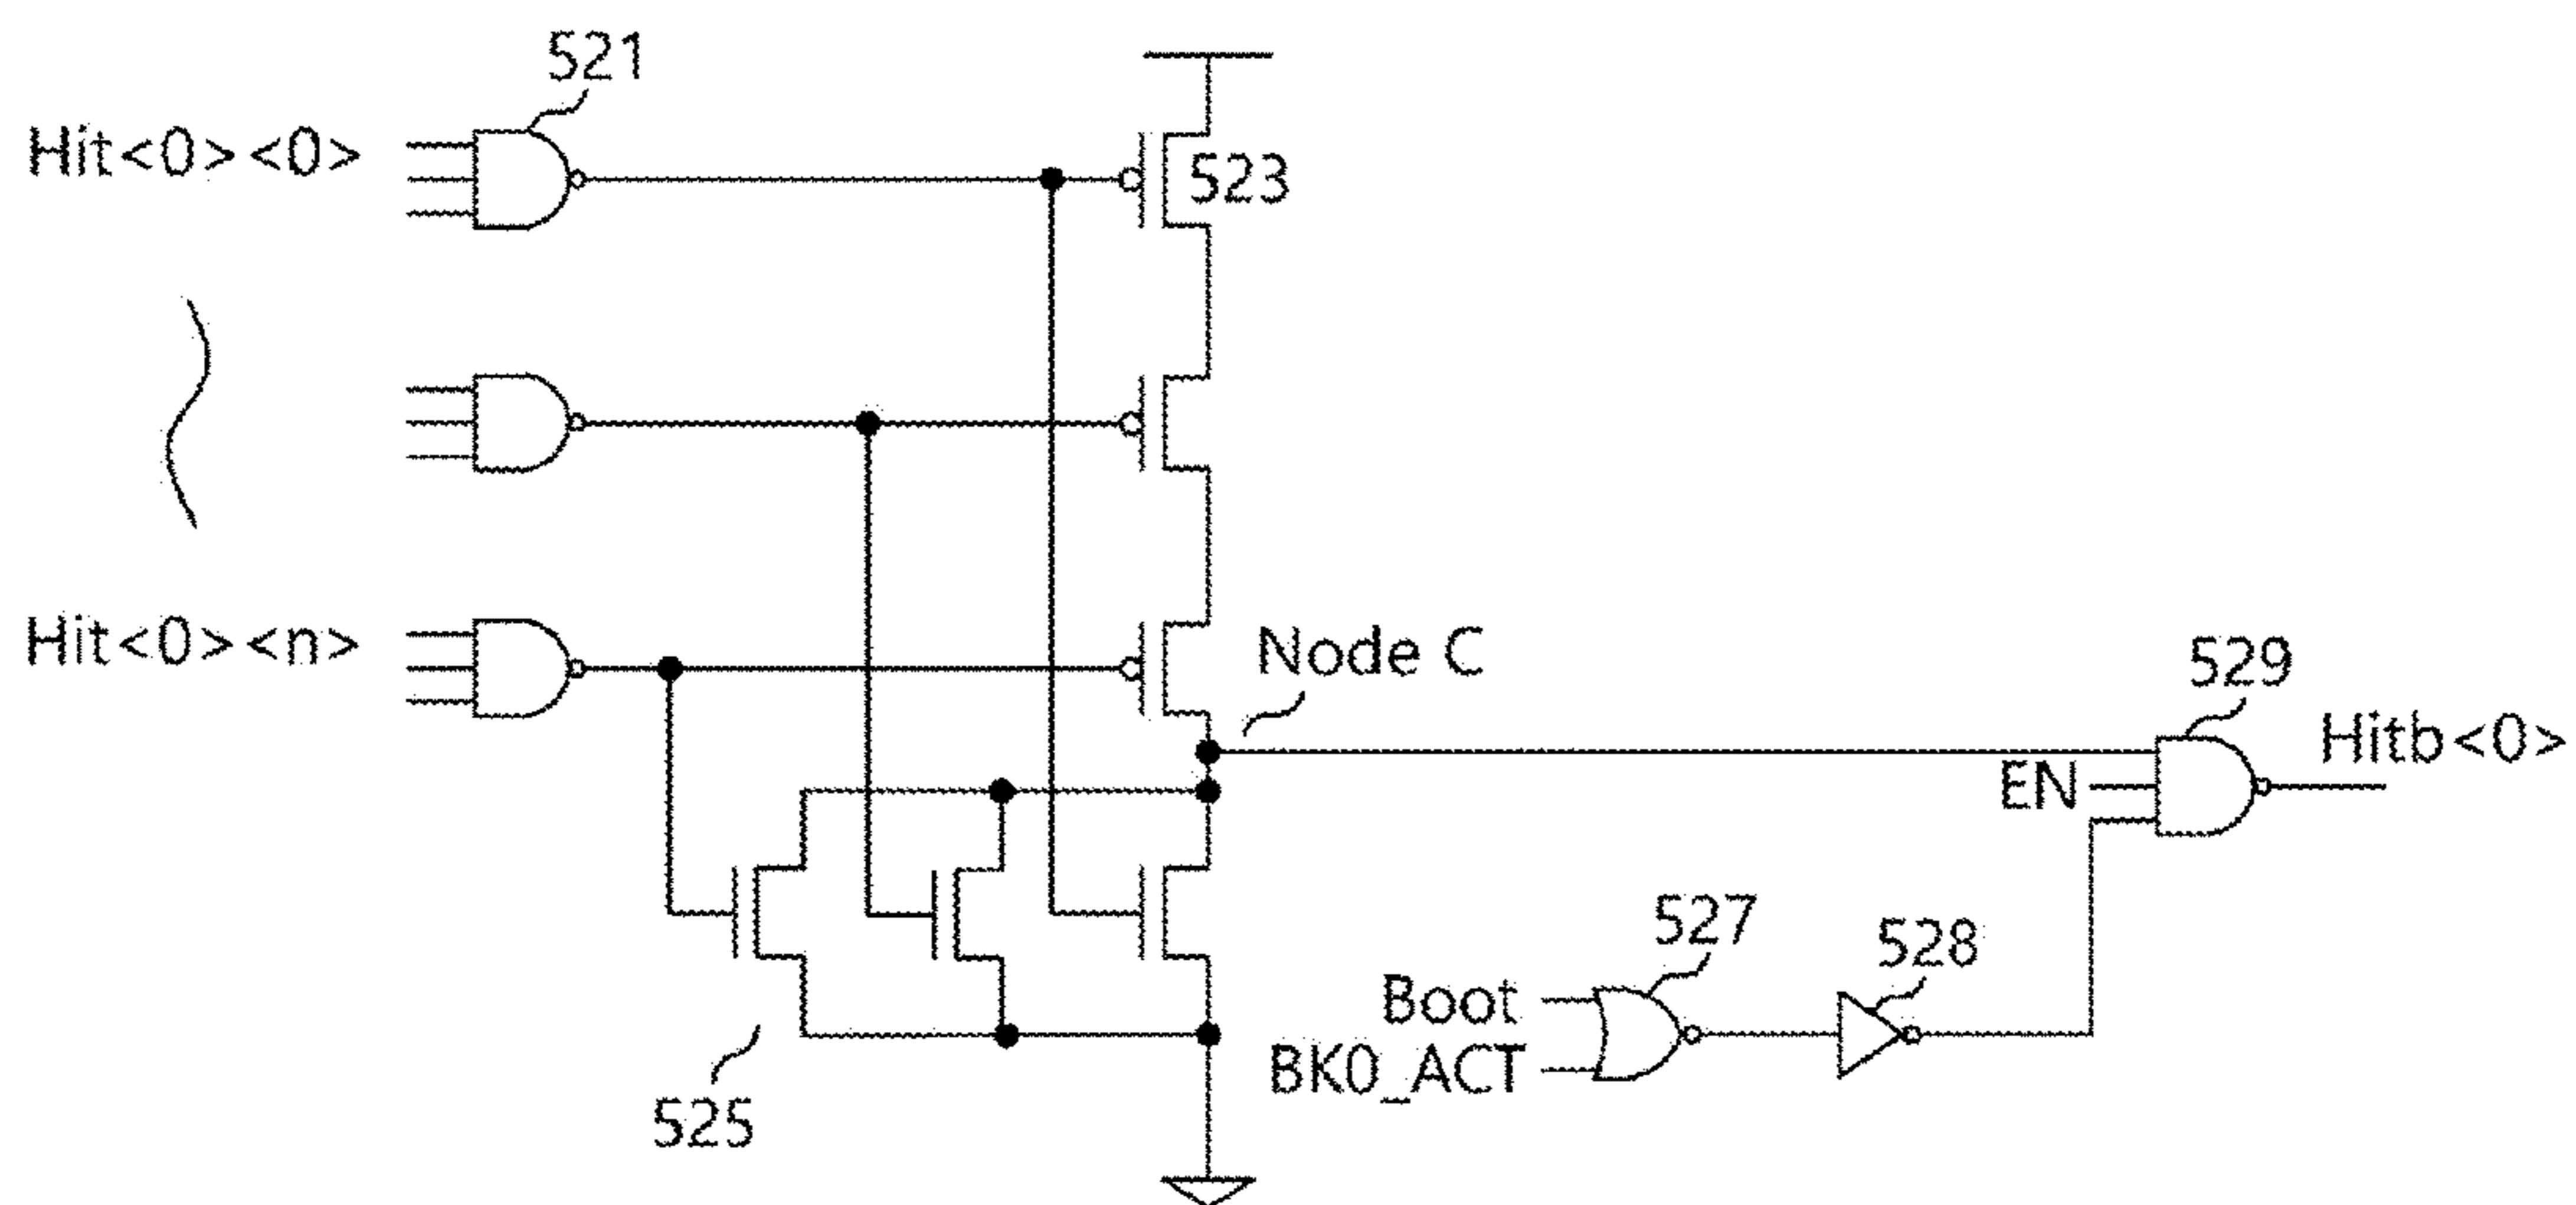 521
Hit<0><0>
523
Hit<0><n>
Node C
529
Hitb<0>
EN
527
528
Boot
BK0_ACT
525